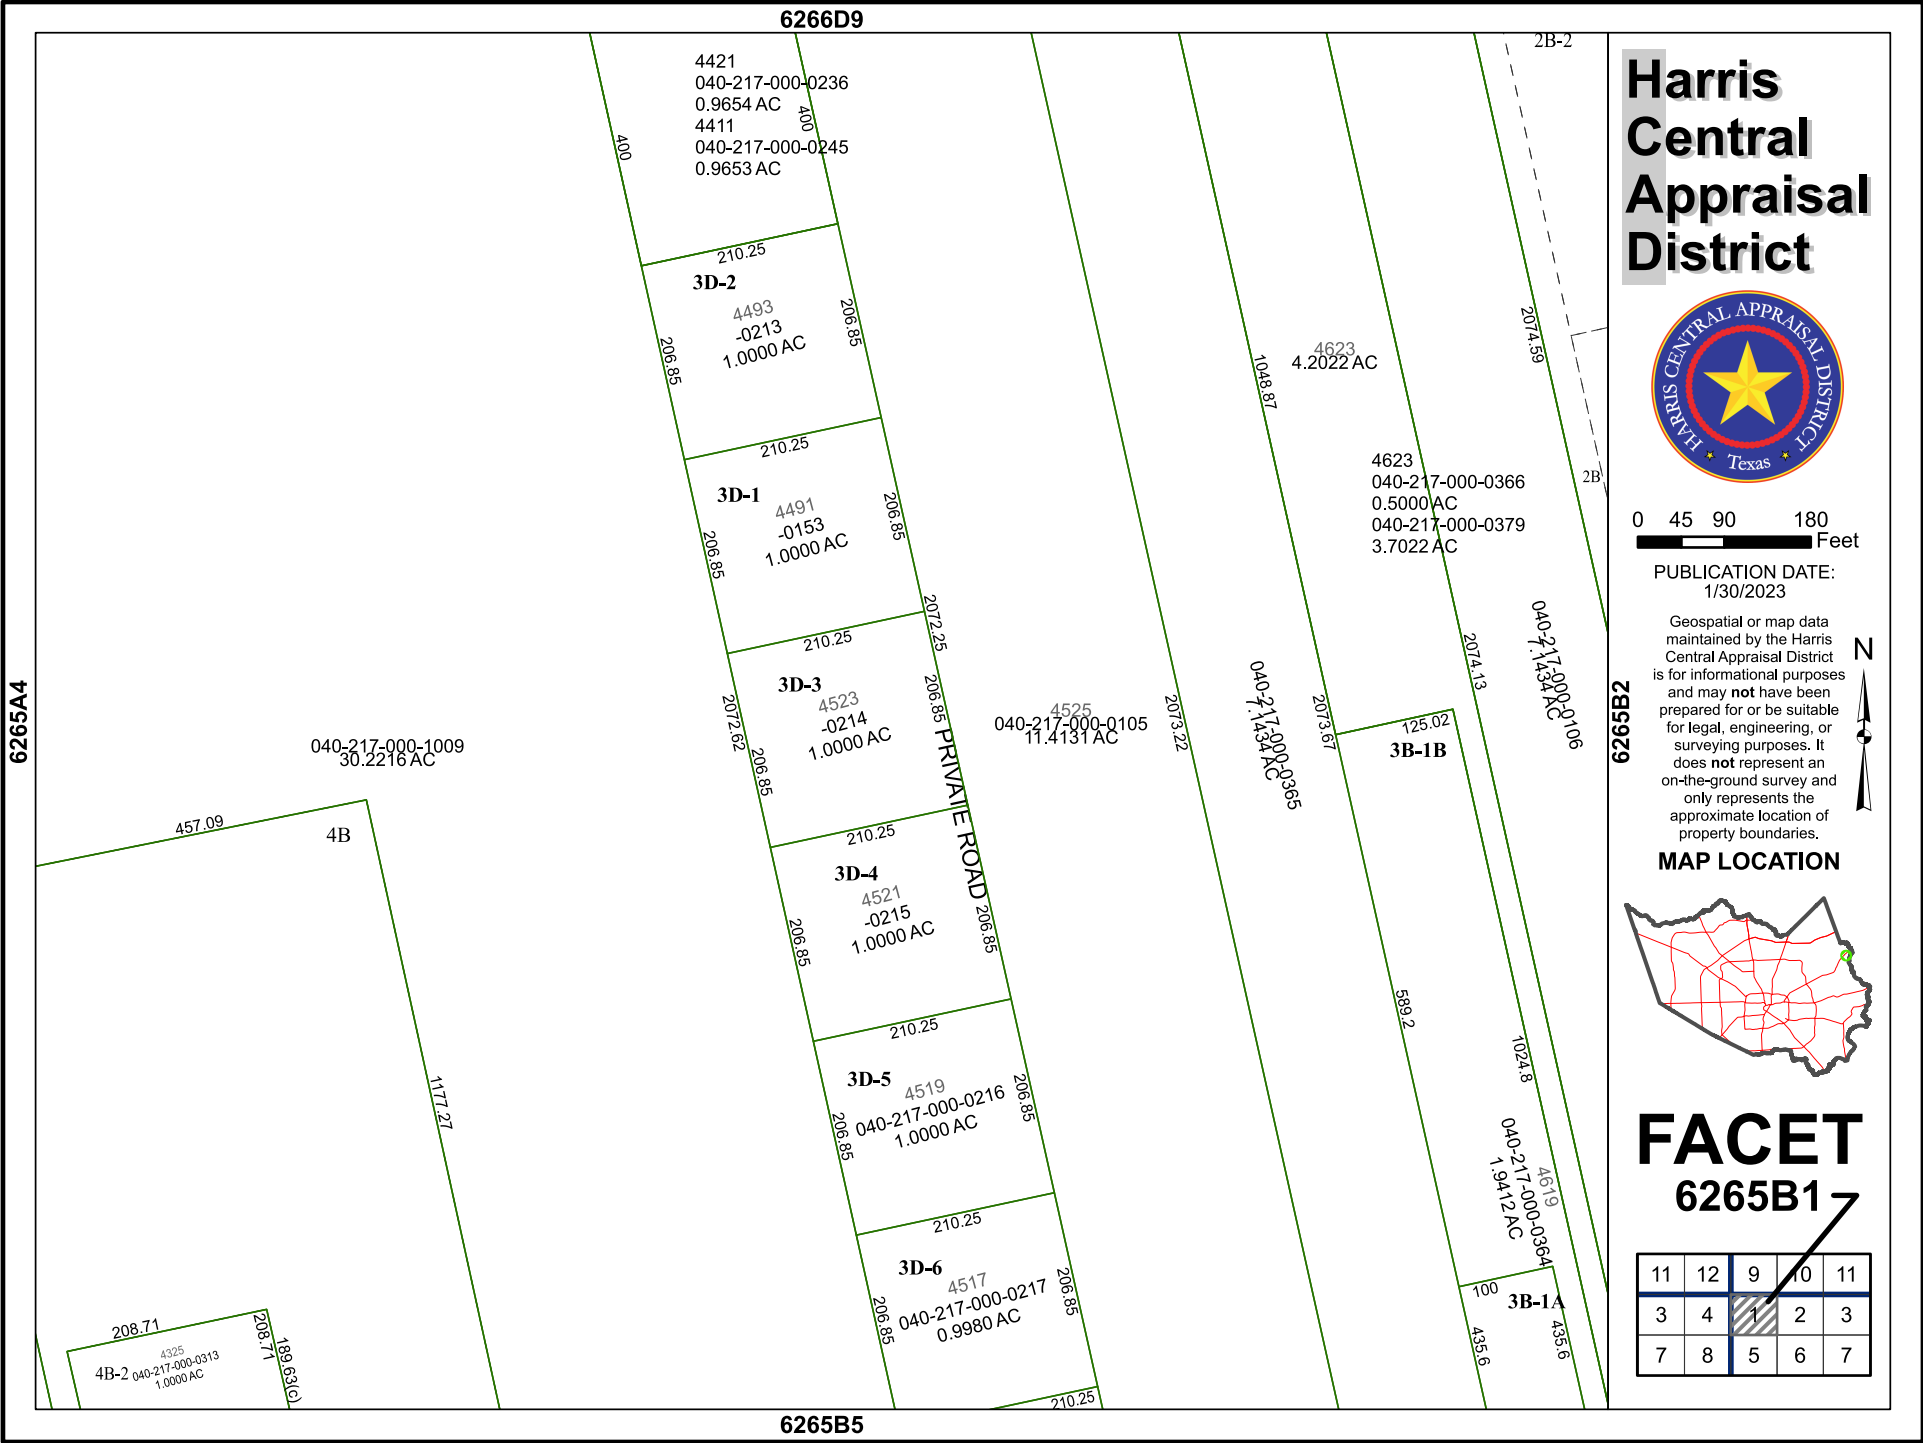 6266D9
4421
040-217-000-0236
0.9654 AC
4411
040-217-000-0245
0.9653 AC
400
400
210.25
3D-2
4493
-0213
1.0000 AC
206.85
206.85
210.25
3D-1
4491
-0153
1.0000 AC
206.85
206.85
2072.25
210.25
3D-3
4523
-0214
1.0000 AC
2072.62
206.85
206.85
PRIVATE ROAD
210.25
3D-4
4521
-0215
1.0000 AC
206.85
206.85
210.25
3D-5
4519
040-217-000-0216
1.0000 AC
206.85
206.85
210.25
3D-6
4517
040-217-000-0217
0.9980 AC
206.85
206.85
210.25
6265A4
040-217-000-1009
30.2216 AC
457.09
4B
1177.27
208.71
208.71
189.63(c)
4B-2
4325
040-217-000-0313
1.0000 AC
4525
040-217-000-0105
11.4131 AC
2073.22
1048.87
4623
4.2022 AC
4623
040-217-000-0366
0.5000 AC
040-217-000-0379
3.7022 AC
2B-2
2074.59
2B
040-217-000-0365
7.1434 AC
2073.67
2074.13
040-217-000-0106
7.1434 AC
125.02
3B-1B
589.2
1024.8
4619
040-217-000-0364
1.9412 AC
100
3B-1A
435.6
435.6
6265B2
6265B5
Harris
Central
Appraisal
District
HARRIS CENTRAL APPRAISAL DISTRICT
Texas
0 45 90 180
Feet
PUBLICATION DATE:
1/30/2023
Geospatial or map data
maintained by the Harris
Central Appraisal District
is for informational purposes
and may not have been
prepared for or be suitable
for legal, engineering, or
surveying purposes. It
does not represent an
on-the-ground survey and
only represents the
approximate location of
property boundaries.
N
MAP LOCATION
FACET
6265B1
11 12 9 10 11
3 4 1 2 3
7 8 5 6 7